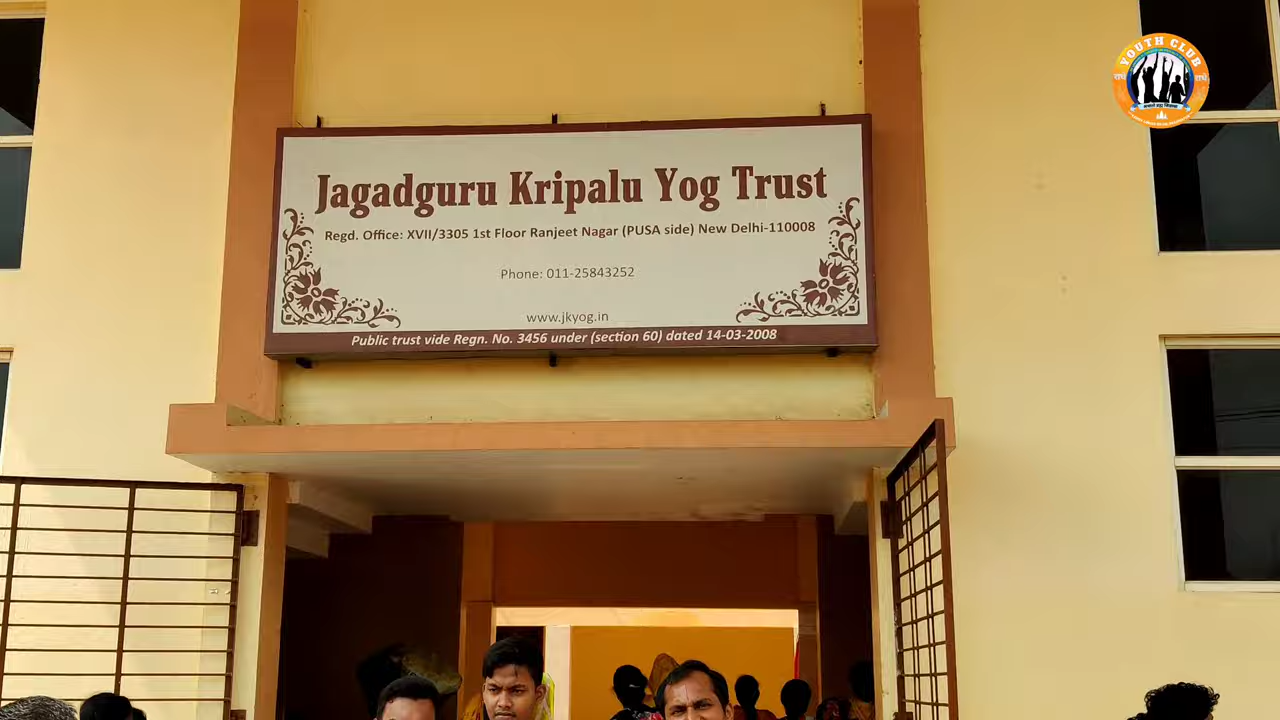 Jagadguru Kripalu Yog Trust
Regd. Office: XVII/3305 1st Floor Ranjeet Nagar (PUSA side) New Delhi-110008
Phone: 011-25843252
www.jkyog.in
Public trust vide Regn. No. 3456 under (section 60) dated 14-03-2008
YOUTH CLUB
राधे राधे